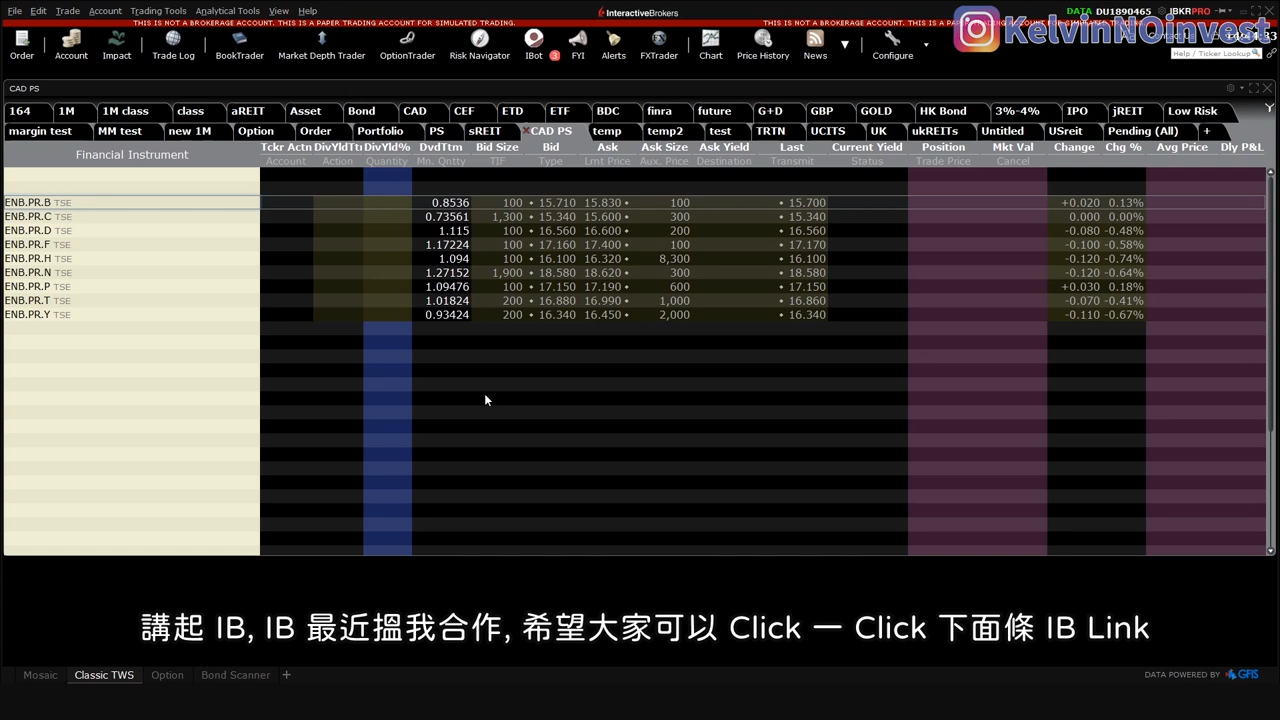 File Edit Trade Account Trading Tools Analytical Tools View Help
InteractiveBrokers
DATA DU1890465 IBKRPRO
THIS IS NOT A BROKERAGE ACCOUNT. THIS IS A PAPER TRADING ACCOUNT FOR SIMULATED TRADING.
THIS IS NOT A BROKERAGE ACCOUNT. THIS IS A PAPER TRADING
KelvinNOinvest
Order Account Impact Trade Log BookTrader Market Depth Trader OptionTrader Risk Navigator IBot 3 FYI Alerts FXTrader Chart Price History News Configure
Help / Ticker Lookup
CAD PS
164 1M 1M class class aREIT Asset Bond CAD CEF ETD ETF BDC finra future G+D GBP GOLD HK Bond 3%-4% IPO jREIT Low Risk
margin test MM test new 1M Option Order Portfolio PS sREIT CAD PS temp temp2 test TRTN UCITS UK ukREITs Untitled USreit Pending (All) +
Financial Instrument Tckr Actn DivYldTtm DivYld% DvdTtm Bid Size Bid Ask Ask Size Ask Yield Last Current Yield Position Mkt Val Change Chg % Avg Price Dly P&L
Account Action Quantity Mn. Qntty TIF Type Lmt Price Aux. Price Destination Transmit Status Trade Price Cancel
ENB.PR.B TSE 0.8536 100 15.710 15.830 100 15.700 +0.020 0.13%
ENB.PR.C TSE 0.73561 1,300 15.340 15.600 300 15.340 0.000 0.00%
ENB.PR.D TSE 1.115 100 16.560 16.600 200 16.560 -0.080 -0.48%
ENB.PR.F TSE 1.17224 100 17.160 17.400 100 17.170 -0.100 -0.58%
ENB.PR.H TSE 1.094 100 16.100 16.320 8,300 16.100 -0.120 -0.74%
ENB.PR.N TSE 1.27152 1,900 18.580 18.620 300 18.580 -0.120 -0.64%
ENB.PR.P TSE 1.09476 100 17.150 17.190 600 17.150 +0.030 0.18%
ENB.PR.T TSE 1.01824 200 16.880 16.990 1,000 16.860 -0.070 -0.41%
ENB.PR.Y TSE 0.93424 200 16.340 16.450 2,000 16.340 -0.110 -0.67%
講起 IB, IB 最近搵我合作, 希望大家可以 Click 一 Click 下面條 IB Link
Mosaic Classic TWS Option Bond Scanner +
DATA POWERED BY GFIS